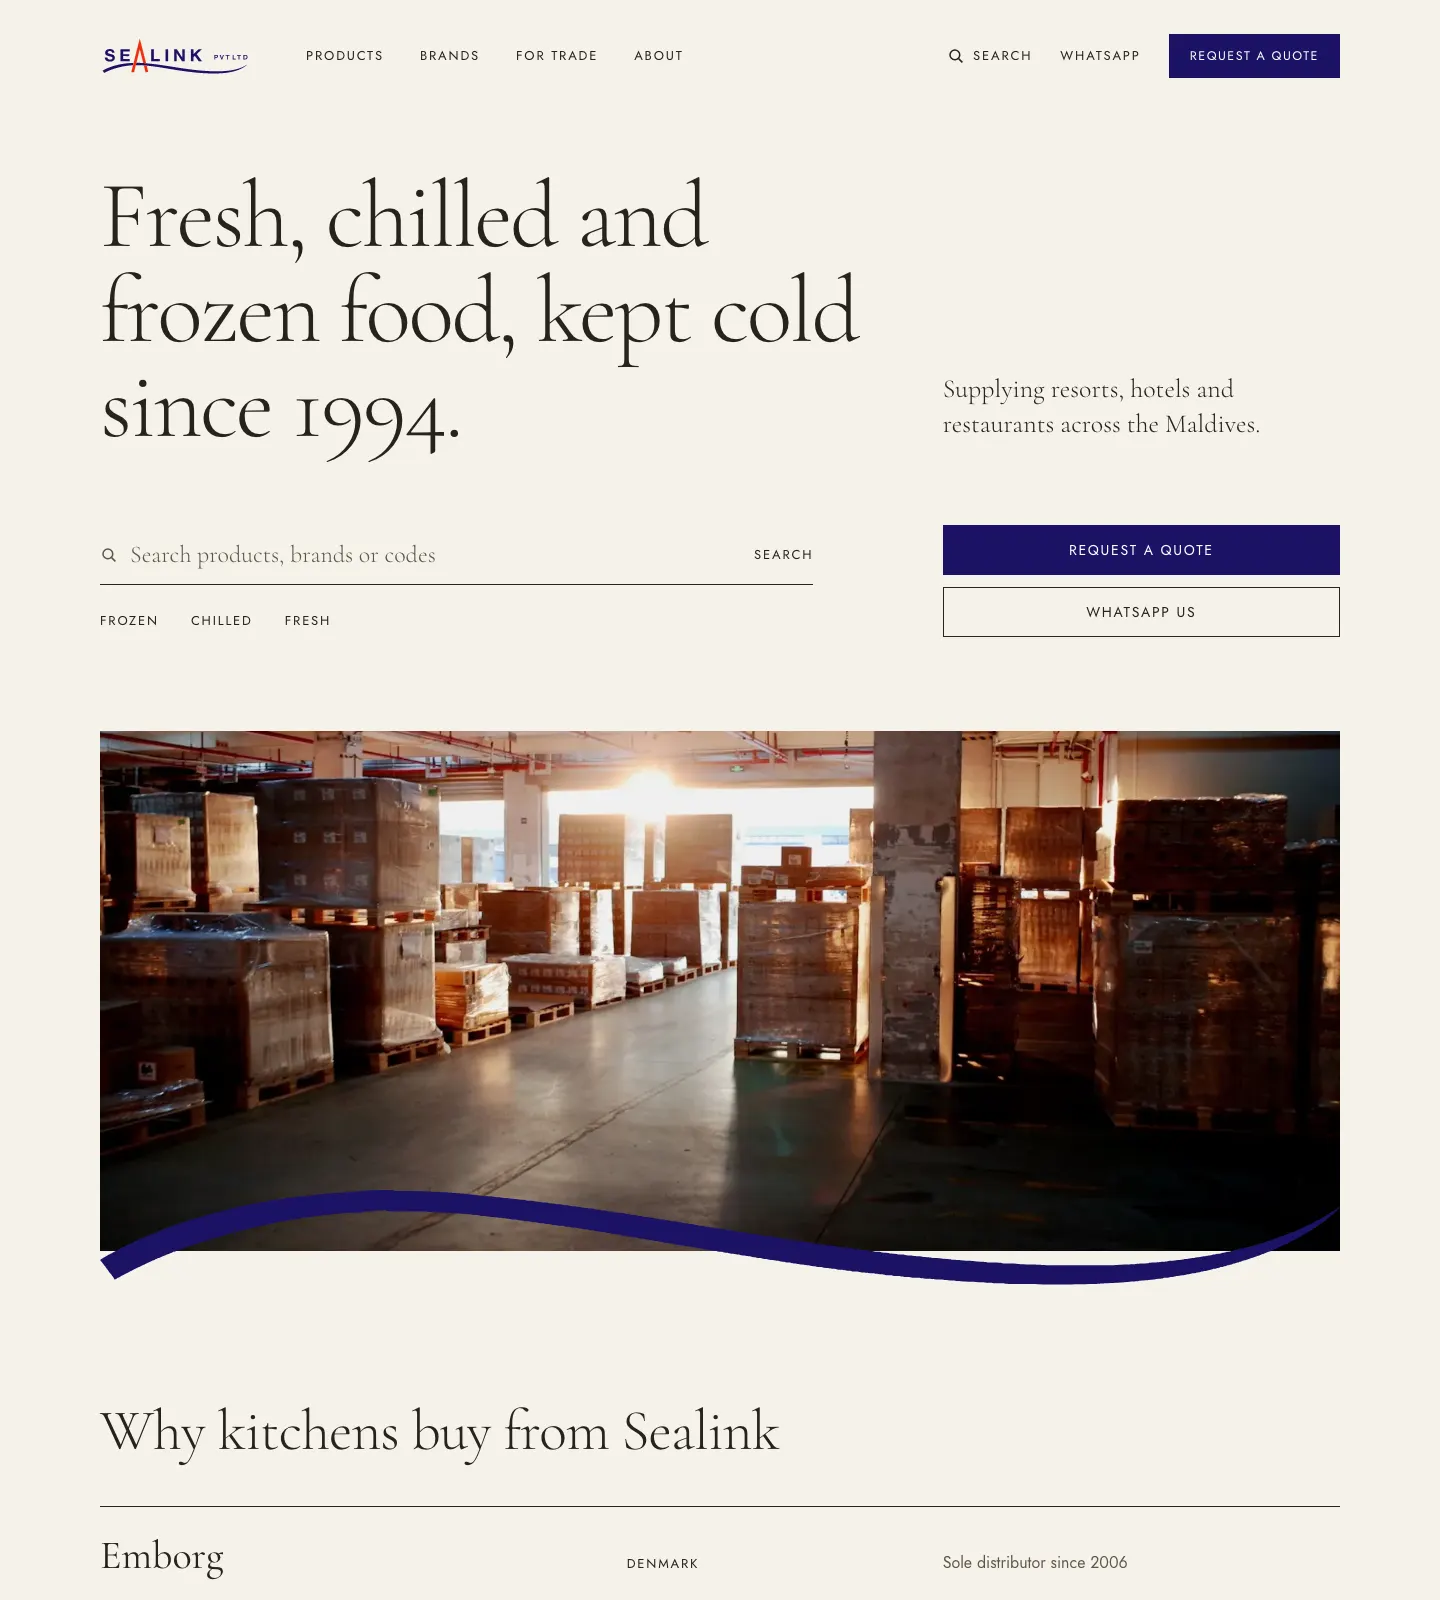 SEALINK PVT LTD
PRODUCTS
BRANDS
FOR TRADE
ABOUT
SEARCH
WHATSAPP
REQUEST A QUOTE
Fresh, chilled and
frozen food, kept cold
since 1994.
Supplying resorts, hotels and
restaurants across the Maldives.
Search products, brands or codes
SEARCH
FROZEN
CHILLED
FRESH
REQUEST A QUOTE
WHATSAPP US
Why kitchens buy from Sealink
Emborg
DENMARK
Sole distributor since 2006